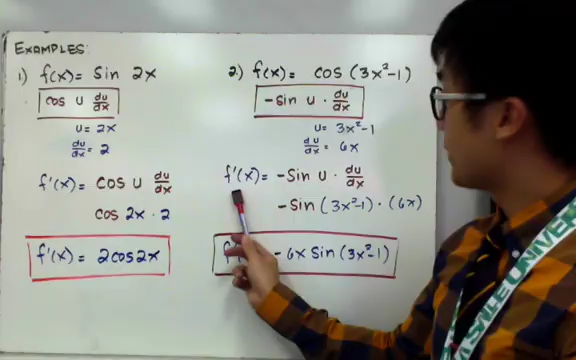 EXAMPLES:
1) f(x) = Sin 2x
cos u du/dx
u = 2x
du/dx = 2
f'(x) = cos u du/dx
cos 2x · 2
f'(x) = 2cos2x
2) f(x) = cos (3x²-1)
-sin u · du/dx
u = 3x²-1
du/dx = 6x
f'(x) = -Sin u · du/dx
-Sin (3x²-1) · (6x)
- 6x Sin (3x²-1)